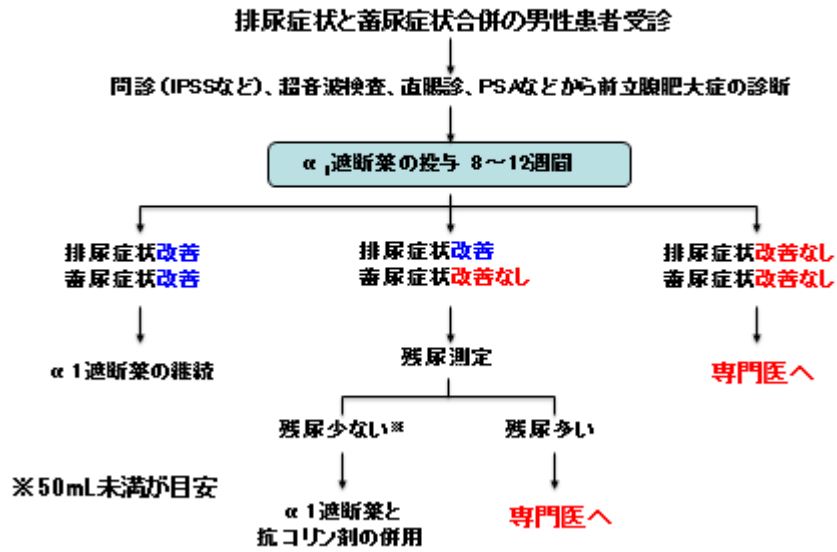 排尿症状と蓄尿症状合併の男性患者受診
問診（IPSSなど）、超音波検査、直腸診、PSAなどから前立腺肥大症の診断
α1遮断薬の投与 8～12週間
排尿症状改善
蓄尿症状改善
排尿症状改善
蓄尿症状改善なし
排尿症状改善なし
蓄尿症状改善なし
α1遮断薬の継続
残尿測定
専門医へ
残尿少ない※
残尿多い
※50mL未満が目安
α1遮断薬と
抗コリン剤の併用
専門医へ